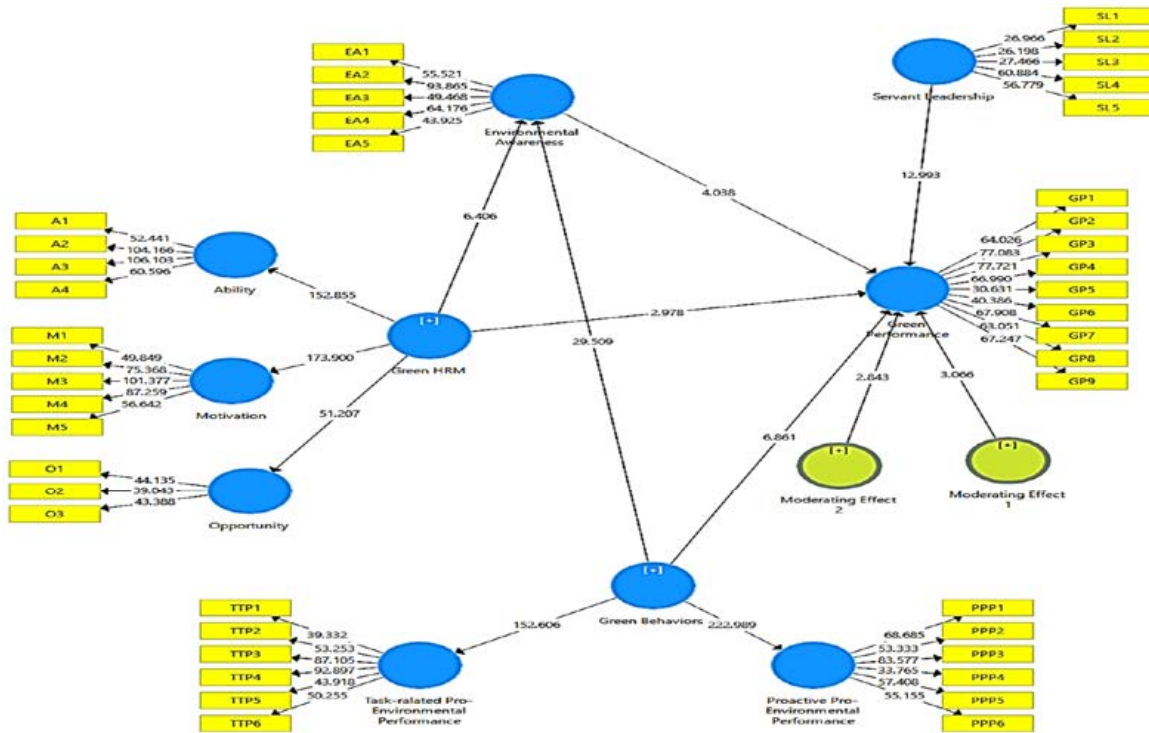 SL1
SL2
SL3
SL4
SL5
26.966
26.198
27.466
60.884
56.779
Servant Leadership
EA1
EA2
EA3
EA4
EA5
55.521
93.865
49.468
64.176
43.925
Environmental
Awareness
12.993
4.038
6.406
A1
A2
A3
A4
52.441
104.166
106.103
60.596
Ability
152.855
GP1
GP2
GP3
GP4
GP5
GP6
GP7
GP8
GP9
64.026
77.083
77.721
66.990
30.631
40.386
67.908
63.051
67.247
Green
Performance
[+]
Green HRM
2.978
29.509
M1
M2
M3
M4
M5
49.849
75.368
101.377
87.259
56.642
Motivation
173.900
51.207
2.843
3.066
6.861
[+]
Moderating Effect
2
[+]
Moderating Effect
1
O1
O2
O3
44.135
39.043
43.388
Opportunity
[+]
Green Behaviors
152.606
222.989
TTP1
TTP2
TTP3
TTP4
TTP5
TTP6
39.332
53.253
87.105
92.897
43.918
50.255
Task-ralated Pro-
Environmental
Performance
PPP1
PPP2
PPP3
PPP4
PPP5
PPP6
68.685
53.333
83.577
33.765
57.408
55.155
Proactive Pro-
Environmental
Performance